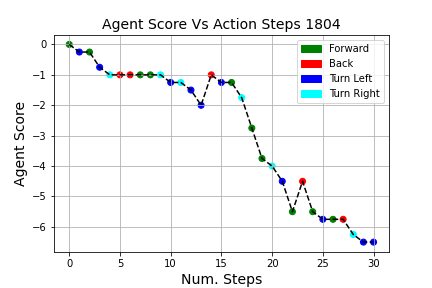 Agent Score Vs Action Steps 1804
Agent Score
0
−1
−2
−3
−4
−5
−6
Forward
Back
Turn Left
Turn Right
0 5 10 15 20 25 30
Num. Steps